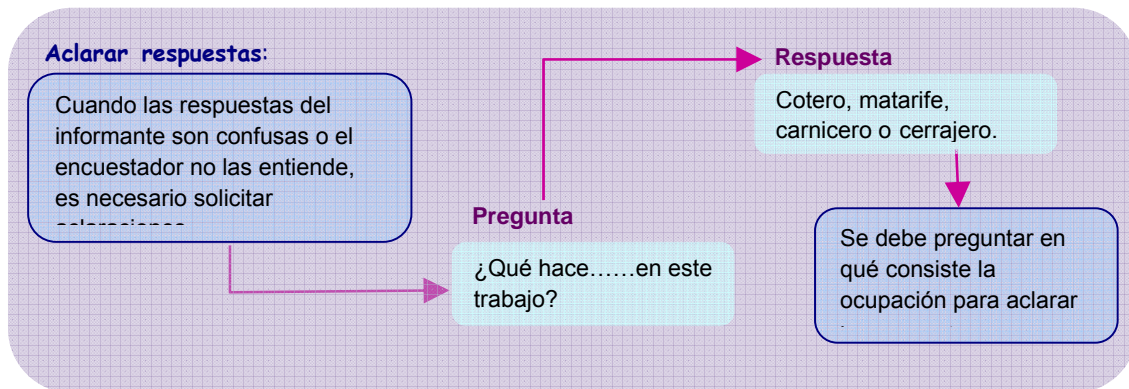 Aclarar respuestas:
Cuando las respuestas del
informante son confusas o el
encuestador no las entiende,
es necesario solicitar
Pregunta
¿Qué hace……en este
trabajo?
Respuesta
Cotero, matarife,
carnicero o cerrajero.
Se debe preguntar en
qué consiste la
ocupación para aclarar